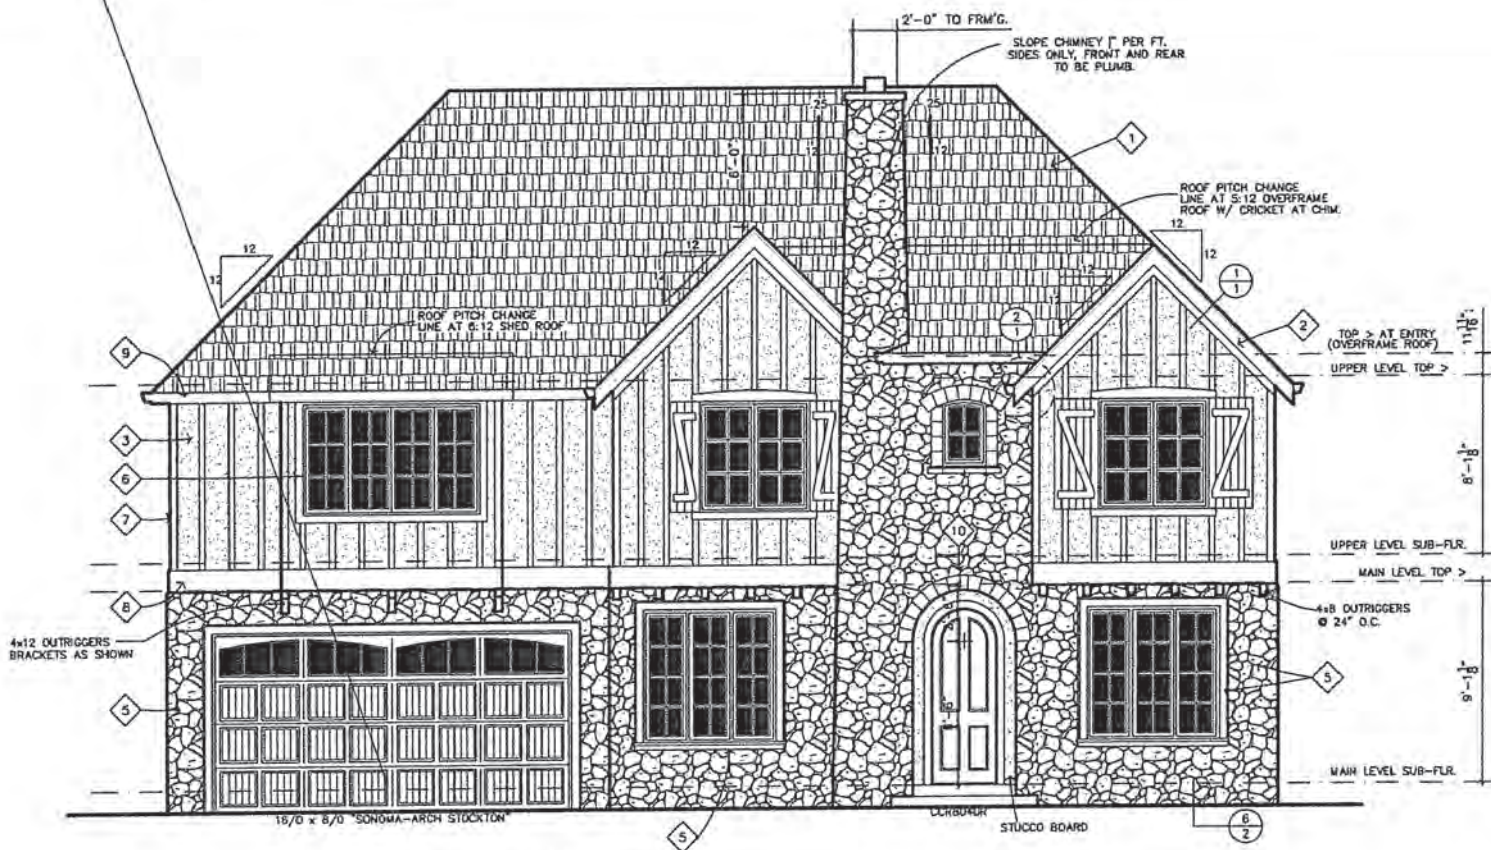 2'-0" TO FRM'G.
SLOPE CHIMNEY 1" PER FT.
SIDES ONLY, FRONT AND REAR
TO BE PLUMB.
.25
12
.25
12
6'-0"
1
ROOF PITCH CHANGE
LINE AT 5:12 OVERFRAME
ROOF W/ CRICKET AT CHIM.
12
12
12
12
12
12
12
12
1
1
2
1
2
ROOF PITCH CHANGE
LINE AT 6:12 SHED ROOF
TOP > AT ENTRY
(OVERFRAME ROOF)
UPPER LEVEL TOP >
9
3
6
7
8'-1 1/8"
10
UPPER LEVEL SUB-FLR.
MAIN LEVEL TOP >
8
4x12 OUTRIGGERS
BRACKETS AS SHOWN
4x8 OUTRIGGERS
@ 24" O.C.
5
5
9'-1 1/8"
MAIN LEVEL SUB-FLR.
16/0 x 8/0 "SONOMA-ARCH STOCKTON"
5
STUCCO BOARD
6
2